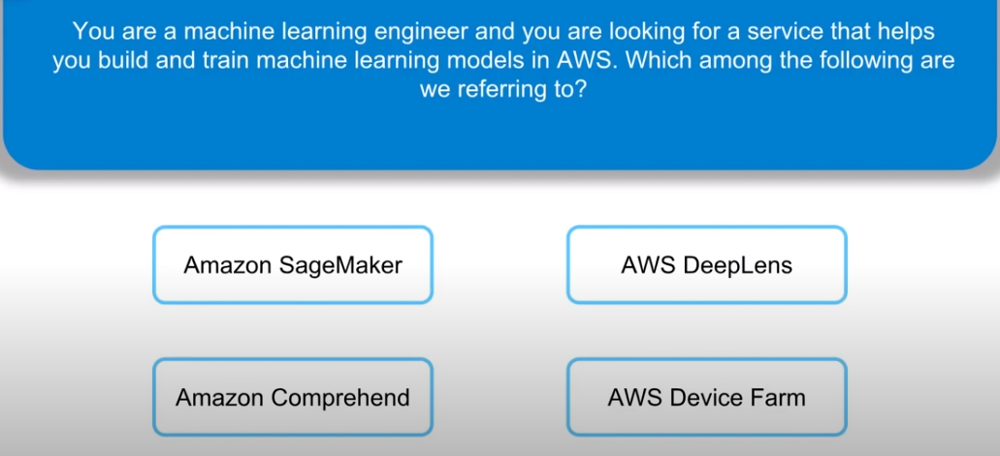 You are a machine learning engineer and you are looking for a service that helps
you build and train machine learning models in AWS. Which among the following are
we referring to?
Amazon SageMaker
AWS DeepLens
Amazon Comprehend
AWS Device Farm